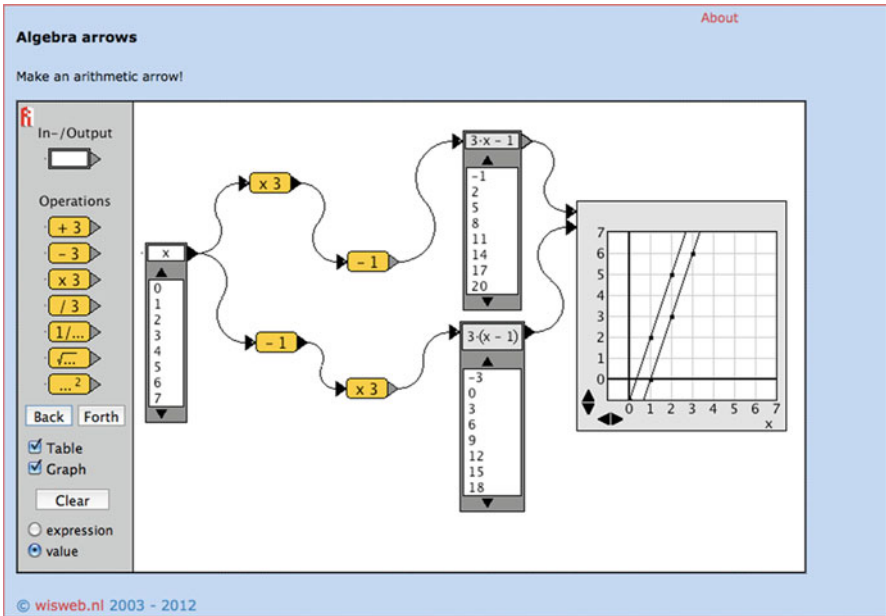 About
Algebra arrows
Make an arithmetic arrow!
In-/Output
Operations
+ 3
- 3
x 3
/ 3
1/...
√...
...²
Back Forth
Table
Graph
Clear
expression
value
x
0
1
2
3
4
5
6
7
x 3
- 1
- 1
x 3
3·x - 1
-1
2
5
8
11
14
17
20
3·(x - 1)
-3
0
3
6
9
12
15
18
7
6
5
4
3
2
1
0
0 1 2 3 4 5 6 7
x
© wisweb.nl 2003 - 2012